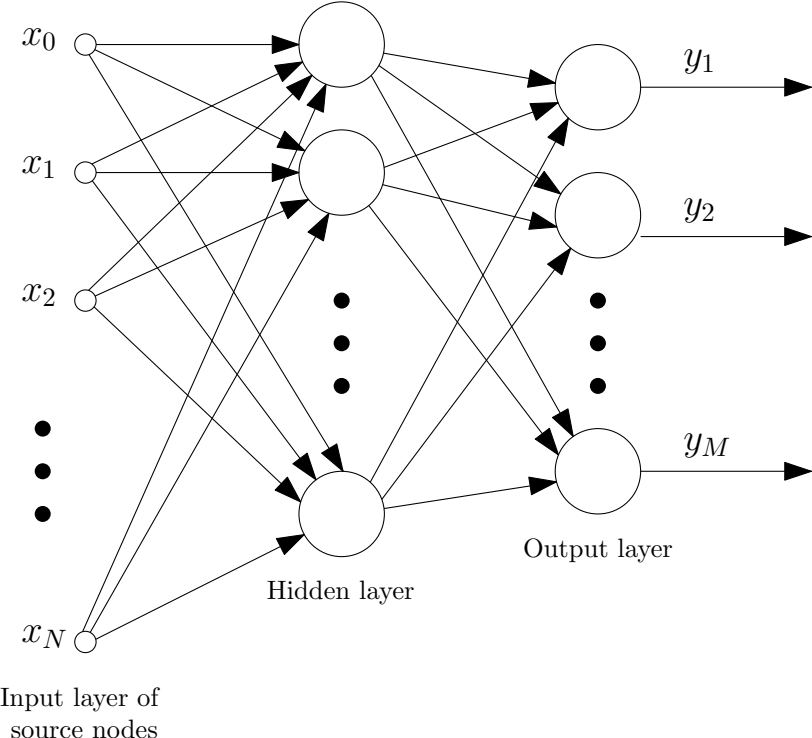 x0
y1
x1
y2
x2
yM
Output layer
Hidden layer
xN
Input layer of
source nodes